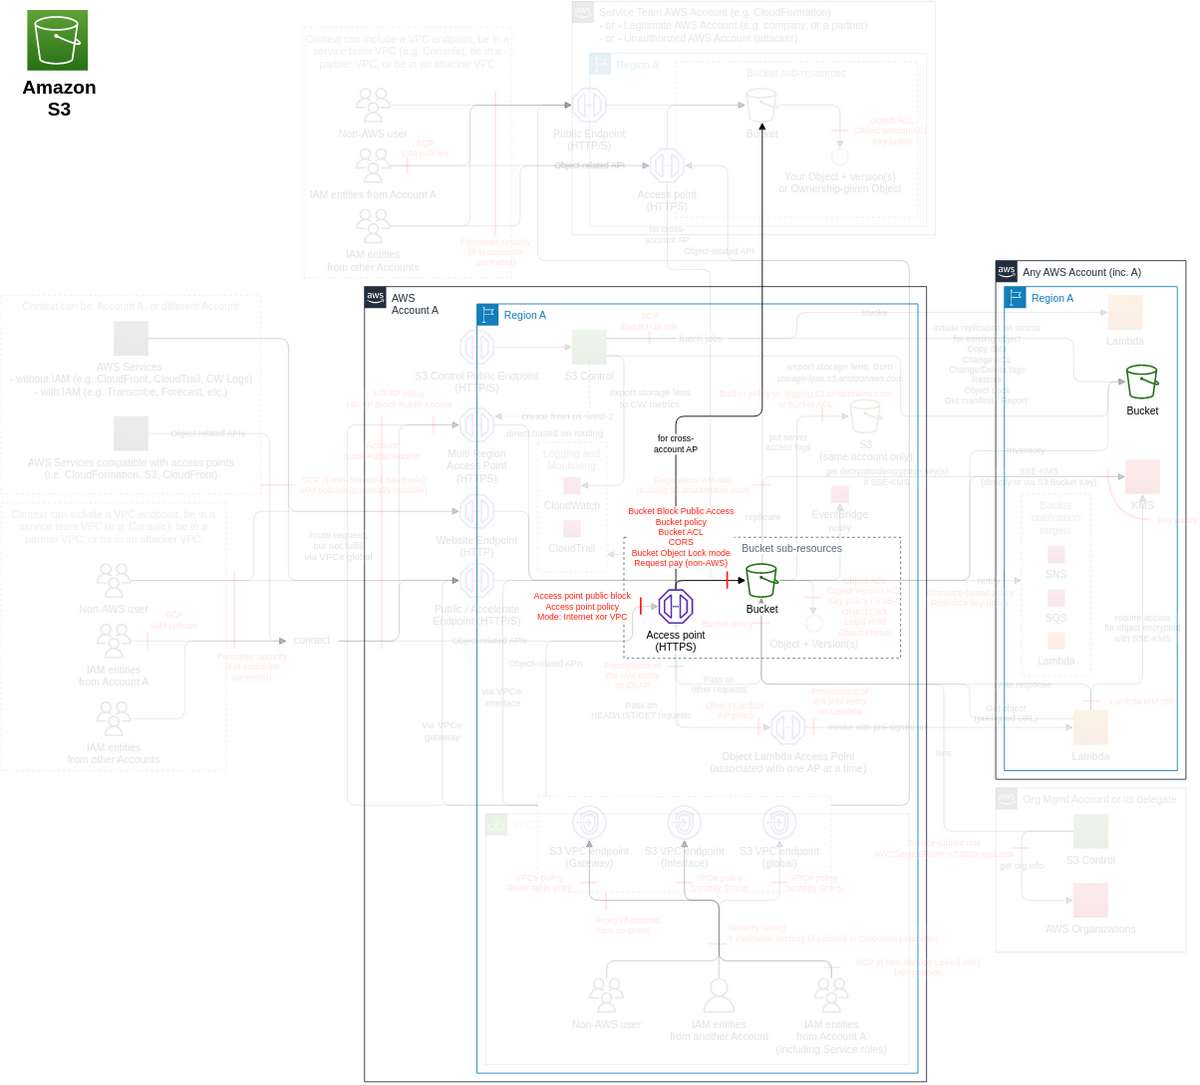 Amazon
S3
Service Team AWS Account (e.g. CloudFormation)
- or - Legitimate AWS Account (e.g. company, or a partner)
- or - Unauthorized AWS Account (attacker)
Context can include a VPC endpoint, be in a
service team VPC (e.g. Console), be in a
partner VPC, or be in an attacker VPC
Region A
Bucket sub-resources
Non-AWS user
SCP
IAM policies
IAM entities from Account A
IAM entities
from other Accounts
Perimeter security
(if in corporate
perimeter)
Public Endpoint
(HTTP/S)
Object-related API
Access point
(HTTPS)
Bucket
Object ACL
Object version ACL
Key policy
Your Object + version(s)
or Ownership-given Object
for cross-
account AP
Object-related API
aws
AWS
Account A
Region A
aws
Any AWS Account (inc. A)
Region A
Lambda
Bucket
Context can be: Account A, or different Account
AWS Services
- without IAM (e.g. CloudFront, CloudTrail, CW Logs)
- with IAM (e.g. Transcribe, Forecast, etc.)
Object-related APIs
AWS Services compatible with access points
(i.e. CloudFormation, S3, CloudFront)
Context can include a VPC endpoint, be in a
service team VPC (e.g. Console), be in a
partner VPC, or be in an attacker VPC
Non-AWS user
SCP
IAM policies
IAM entities
from Account A
IAM entities
from other Accounts
Perimeter security
(if in corporate
perimeter)
connect
SCP (if non-Service-Linked role)
MR AP policy
MR AP Block Public Access
Account
Block Public Access
route request
but not fulfill
via VPCe global
S3 Control Public Endpoint
(HTTP/S)
S3 Control
SCP
Batch IAM role
batch jobs
invoke
Initiate replication on source
for existing object
Copy data
Change ACL
Change/Delete tags
Restore
Object Lock
Get manifest / Report
export storage lens, from
storage-lens.s3.amazonaws.com
export storage lens
to CW metrics
create from us-west-2
direct based on routing
Multi-Region
Access Point (MRAP)
(HTTPS)
Logging and
Monitoring
CloudWatch
CloudTrail
Bucket policy on logging.s3.amazonaws.com
or Bucket ACL
put server
access logs
S3
(same account only)
inventory
get decryption/encryption key(s)
if SSE-KMS
SSE-KMS
(directly or via S3 Bucket Key)
KMS
Key policy
Replication IAM role
replicate
EventBridge
notify
Website Endpoint
(HTTP)
Public / Accelerate
Endpoint (HTTP/S)
for cross-
account AP
Bucket Block Public Access
Bucket policy
Bucket ACL
CORS
Bucket Object Lock mode
Request pay (non-AWS)
Bucket sub-resources
Access point public block
Access point policy
Mode: Internet xor VPC
Access point
(HTTPS)
Bucket
Object ACL
Object Version ACL
Object Lock
Legal Hold
Object Owner
Object + Version(s)
Bucket policy
notify
Resource-based policy
Resource key policy
Bucket
notification
targets
SNS
SQS
Lambda
require access
for object encrypted
with SSE-KMS
Object-related APIs
Object-related APIs
via VPCe
interface
via VPCe
gateway
Permissions of
the IAM entity
on OLAP
Pass on
other requests
Pass on
HEAD/LIST/GET requests
Object Lambda
AP policy
Permissions of
the IAM entity
on Lambda
Object Lambda Access Point
(associated with one AP at a time)
write response
Get object
(presigned URL)
Lambda IAM role
Lambda
lens
aws
Org Mgmt Account or its delegate
Service-Linked role
AWSServiceRoleForS3StorageLens
get org info
S3 Control
AWS Organizations
VPC
S3 VPC endpoint
(Gateway)
S3 VPC endpoint
(Interface)
S3 VPC endpoint
(global)
VPCe policy
Route table entry
VPCe policy
Security Group
VPCe policy
Security Group
Proxy (if initiated
from on-prem)
Security Group
+ Perimeter security (if initiated in Corporate perimeter)
SCP (if non-Service-Linked role)
IAM policies
Non-AWS user
IAM entities
from another Account
IAM entities
from Account A
(including Service roles)